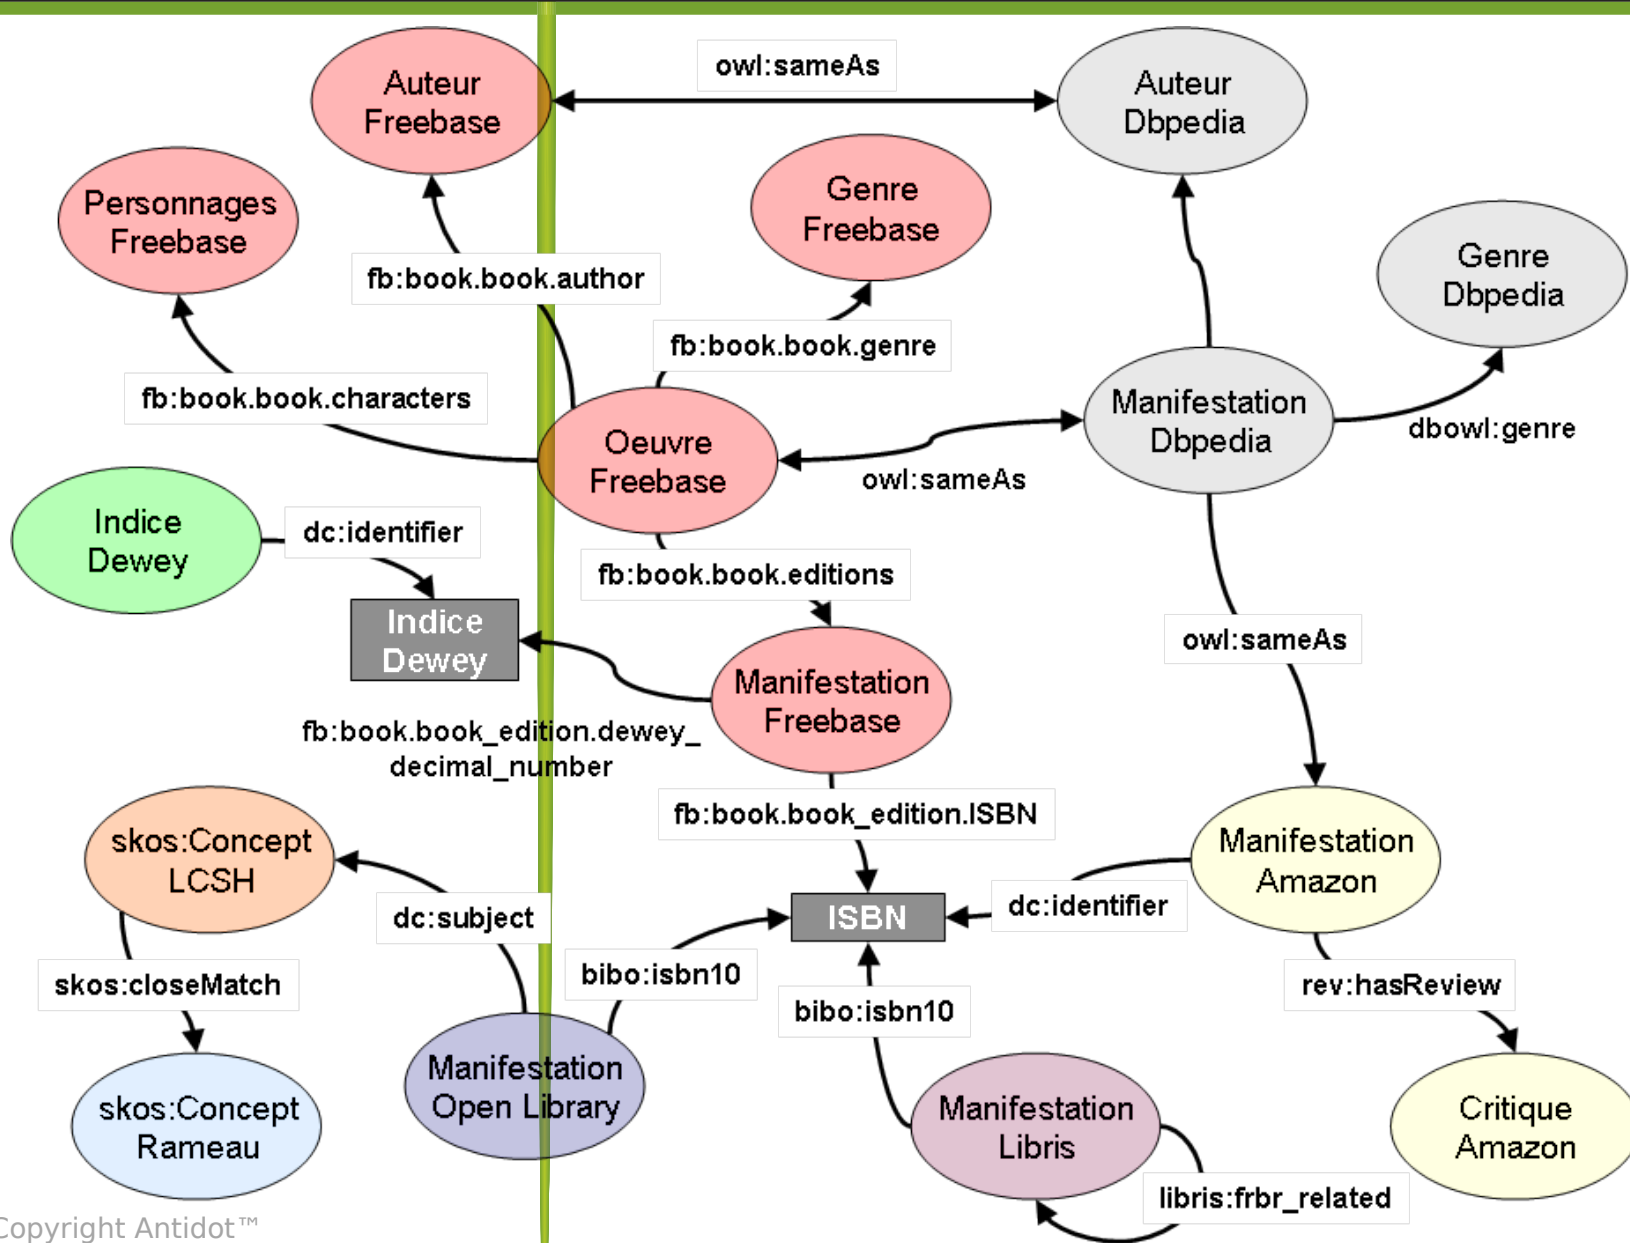 owl:sameAs
Auteur
Freebase
Auteur
Dbpedia
Personnages
Freebase
Genre
Freebase
Genre
Dbpedia
fb:book.book.author
fb:book.book.genre
fb:book.book.characters
Oeuvre
Freebase
owl:sameAs
Manifestation
Dbpedia
dbowl:genre
Indice
Dewey
dc:identifier
fb:book.book.editions
Indice
Dewey
owl:sameAs
Manifestation
Freebase
fb:book.book_edition.dewey_
decimal_number
fb:book.book_edition.ISBN
skos:Concept
LCSH
Manifestation
Amazon
dc:subject
ISBN
dc:identifier
skos:closeMatch
bibo:isbn10
bibo:isbn10
rev:hasReview
skos:Concept
Rameau
Manifestation
Open Library
Manifestation
Libris
Critique
Amazon
libris:frbr_related
Copyright Antidot™